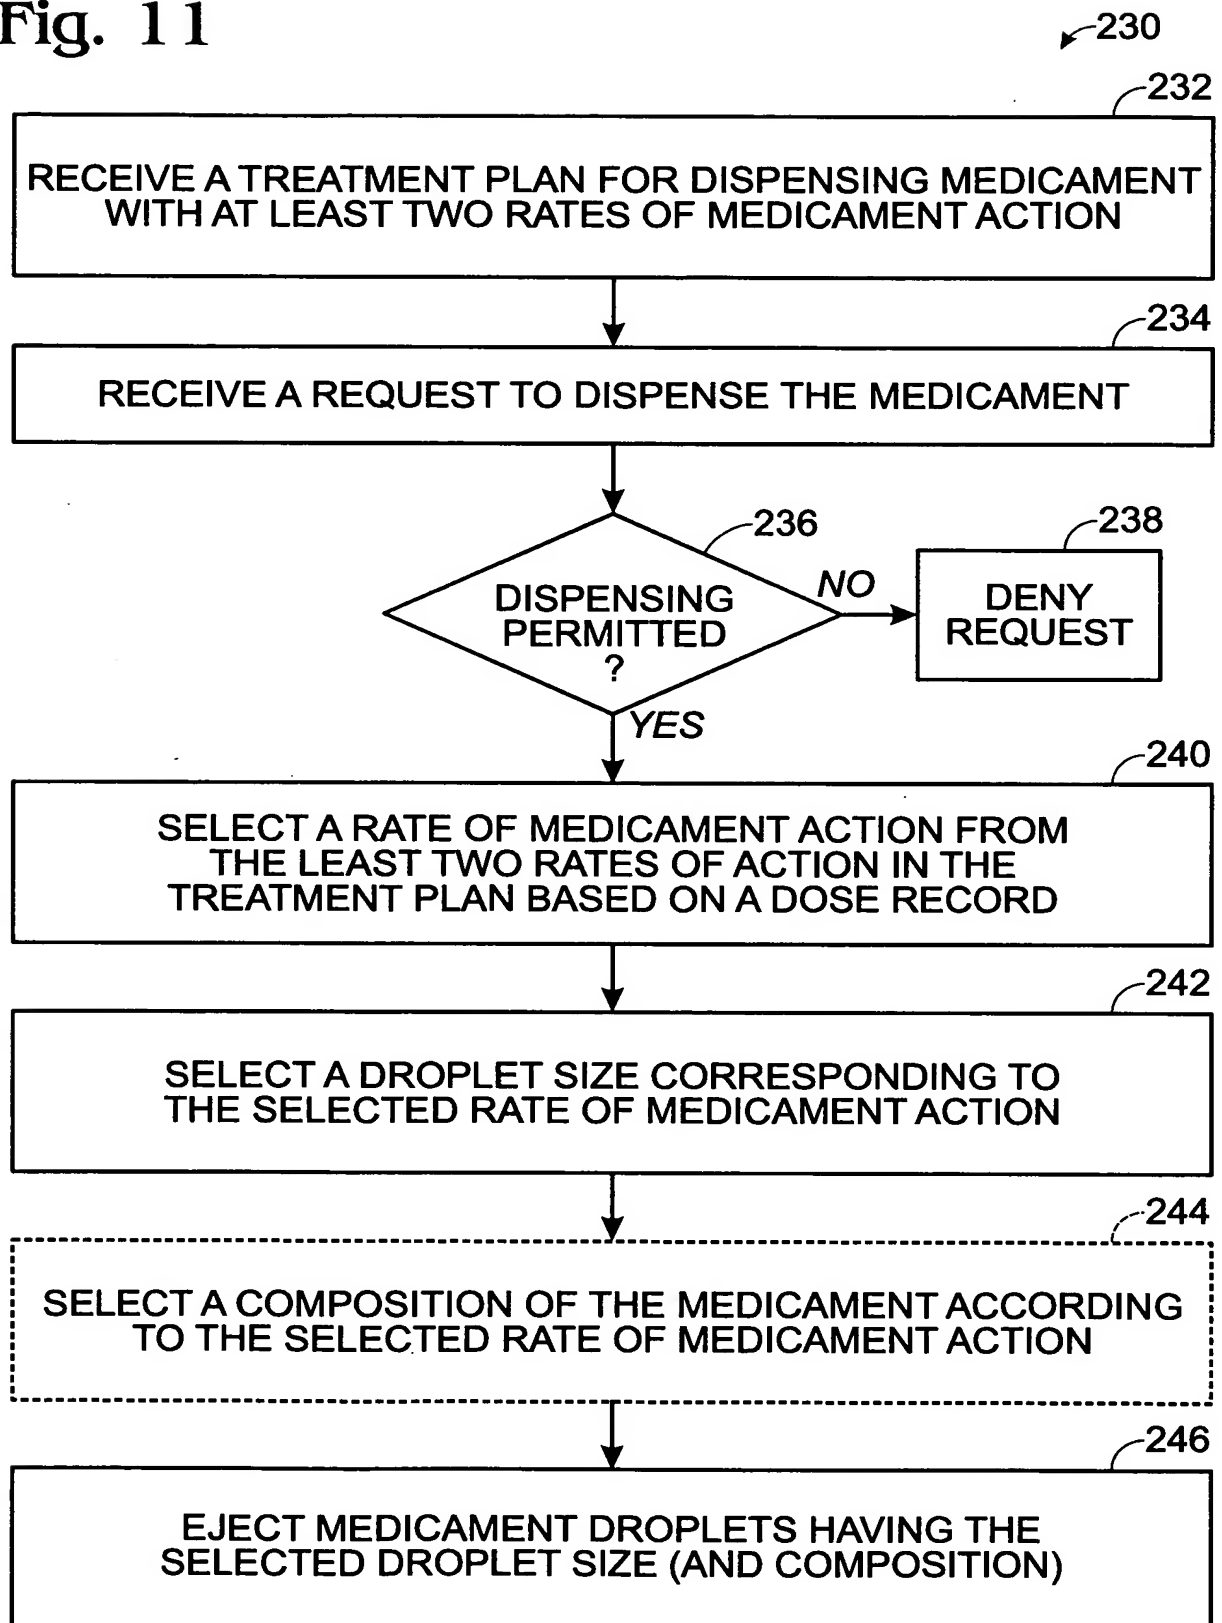 Fig. 11
230
232
RECEIVE A TREATMENT PLAN FOR DISPENSING MEDICAMENT
WITH AT LEAST TWO RATES OF MEDICAMENT ACTION
234
RECEIVE A REQUEST TO DISPENSE THE MEDICAMENT
236
238
DISPENSING
PERMITTED
?
NO
DENY
REQUEST
YES
240
SELECT A RATE OF MEDICAMENT ACTION FROM
THE LEAST TWO RATES OF ACTION IN THE
TREATMENT PLAN BASED ON A DOSE RECORD
242
SELECT A DROPLET SIZE CORRESPONDING TO
THE SELECTED RATE OF MEDICAMENT ACTION
244
SELECT A COMPOSITION OF THE MEDICAMENT ACCORDING
TO THE SELECTED RATE OF MEDICAMENT ACTION
246
EJECT MEDICAMENT DROPLETS HAVING THE
SELECTED DROPLET SIZE (AND COMPOSITION)